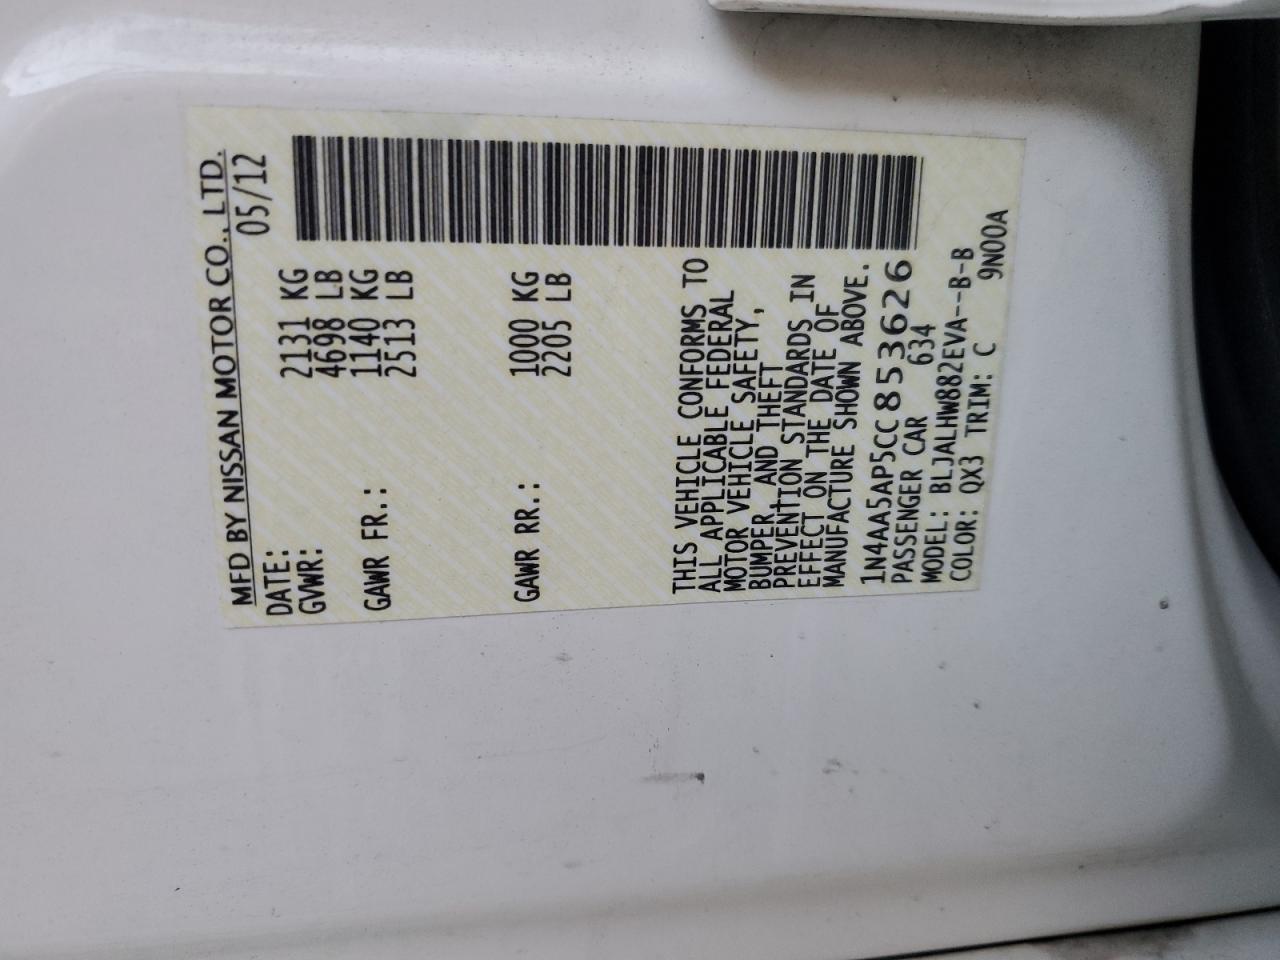 MFD BY NISSAN MOTOR CO., LTD.
DATE: 05/12
GVWR: 2131 KG
4698 LB
GAWR FR.: 1140 KG
2513 LB
GAWR RR.: 1000 KG
2205 LB
THIS VEHICLE CONFORMS TO
ALL APPLICABLE FEDERAL
MOTOR VEHICLE SAFETY,
BUMPER, AND THEFT
PREVENTION STANDARDS IN
EFFECT ON THE DATE OF
MANUFACTURE SHOWN ABOVE.
1N4AA5AP5CC853626
PASSENGER CAR 634
MODEL: BLJALHW882EVA--B-B
COLOR: QX3 TRIM: C 9N00A